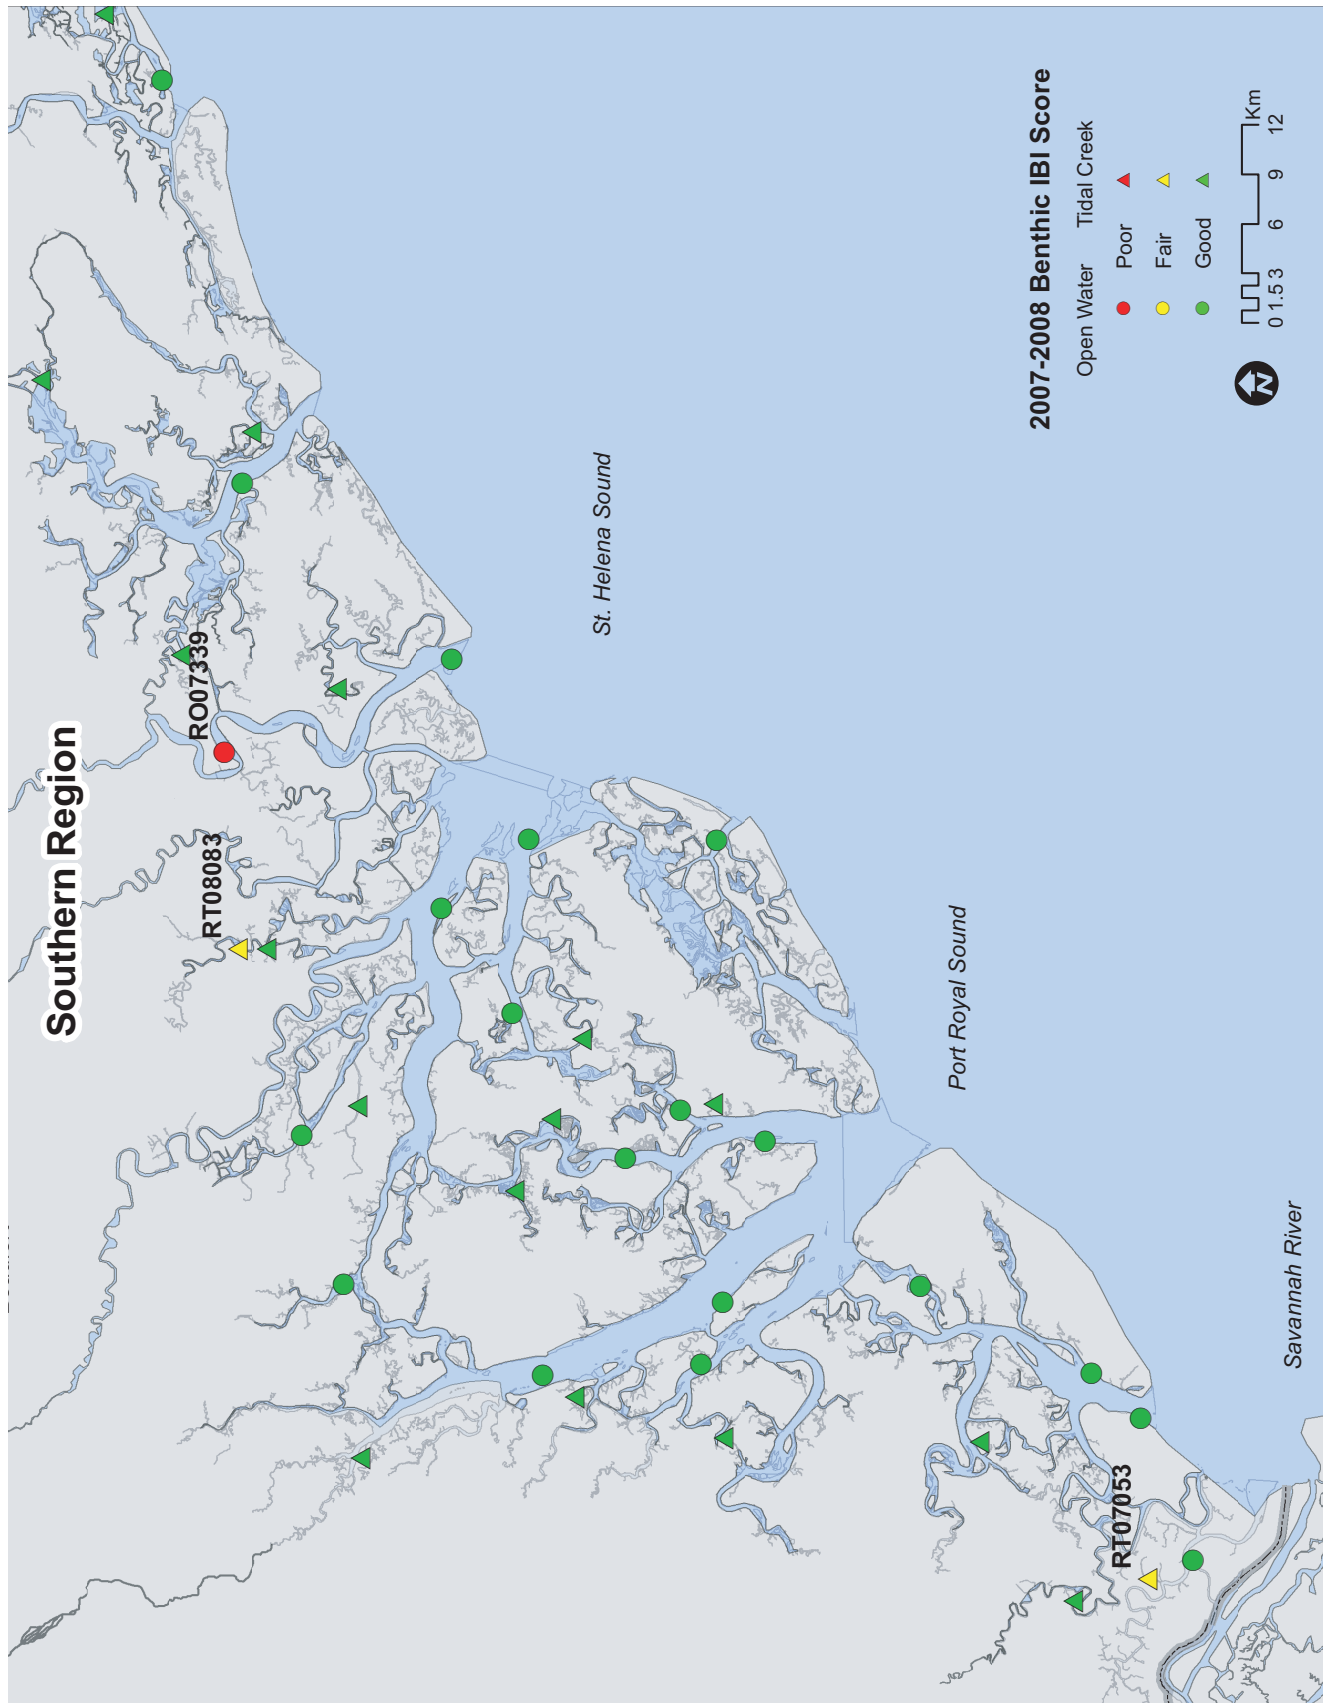 Southern Region
RO07339
RT08083
RT07053
St. Helena Sound
Port Royal Sound
Savannah River
2007-2008 Benthic IBI Score
Open Water Tidal Creek
Poor
Fair
Good
N
0 1.5 3 6 9 12 Km